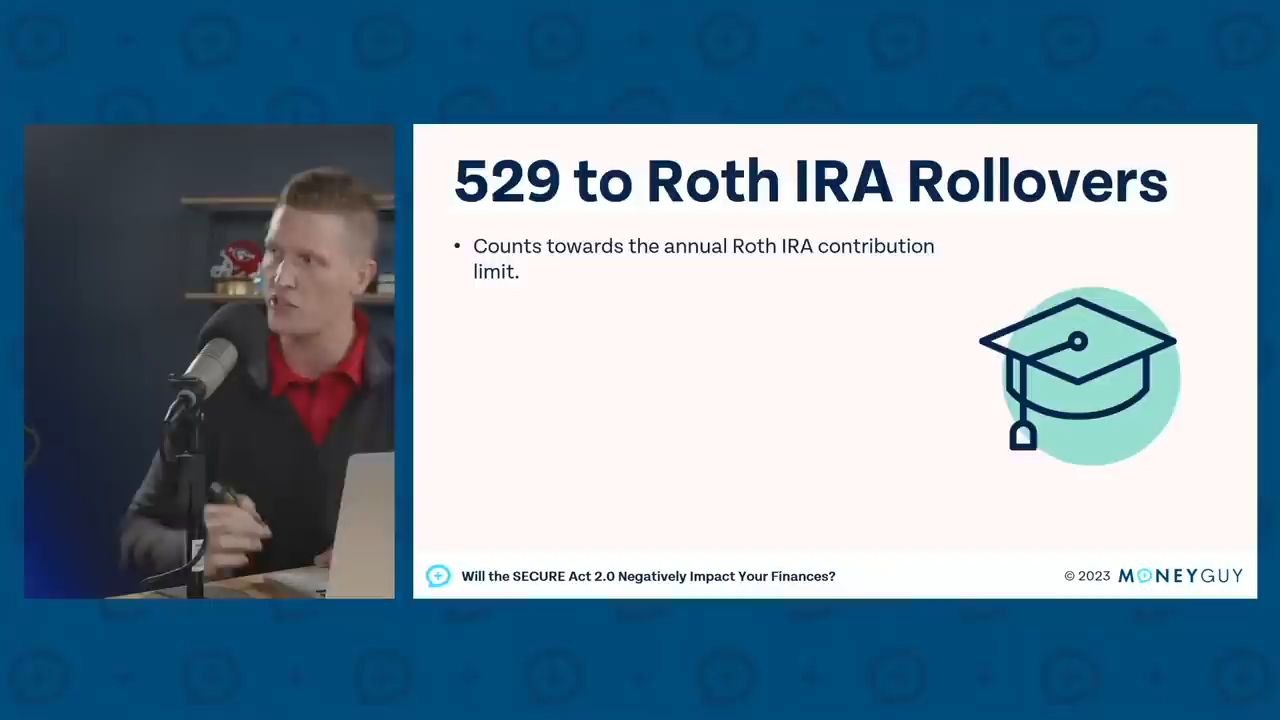 529 to Roth IRA Rollovers
• Counts towards the annual Roth IRA contribution
limit.
Will the SECURE Act 2.0 Negatively Impact Your Finances?
© 2023 MONEYGUY